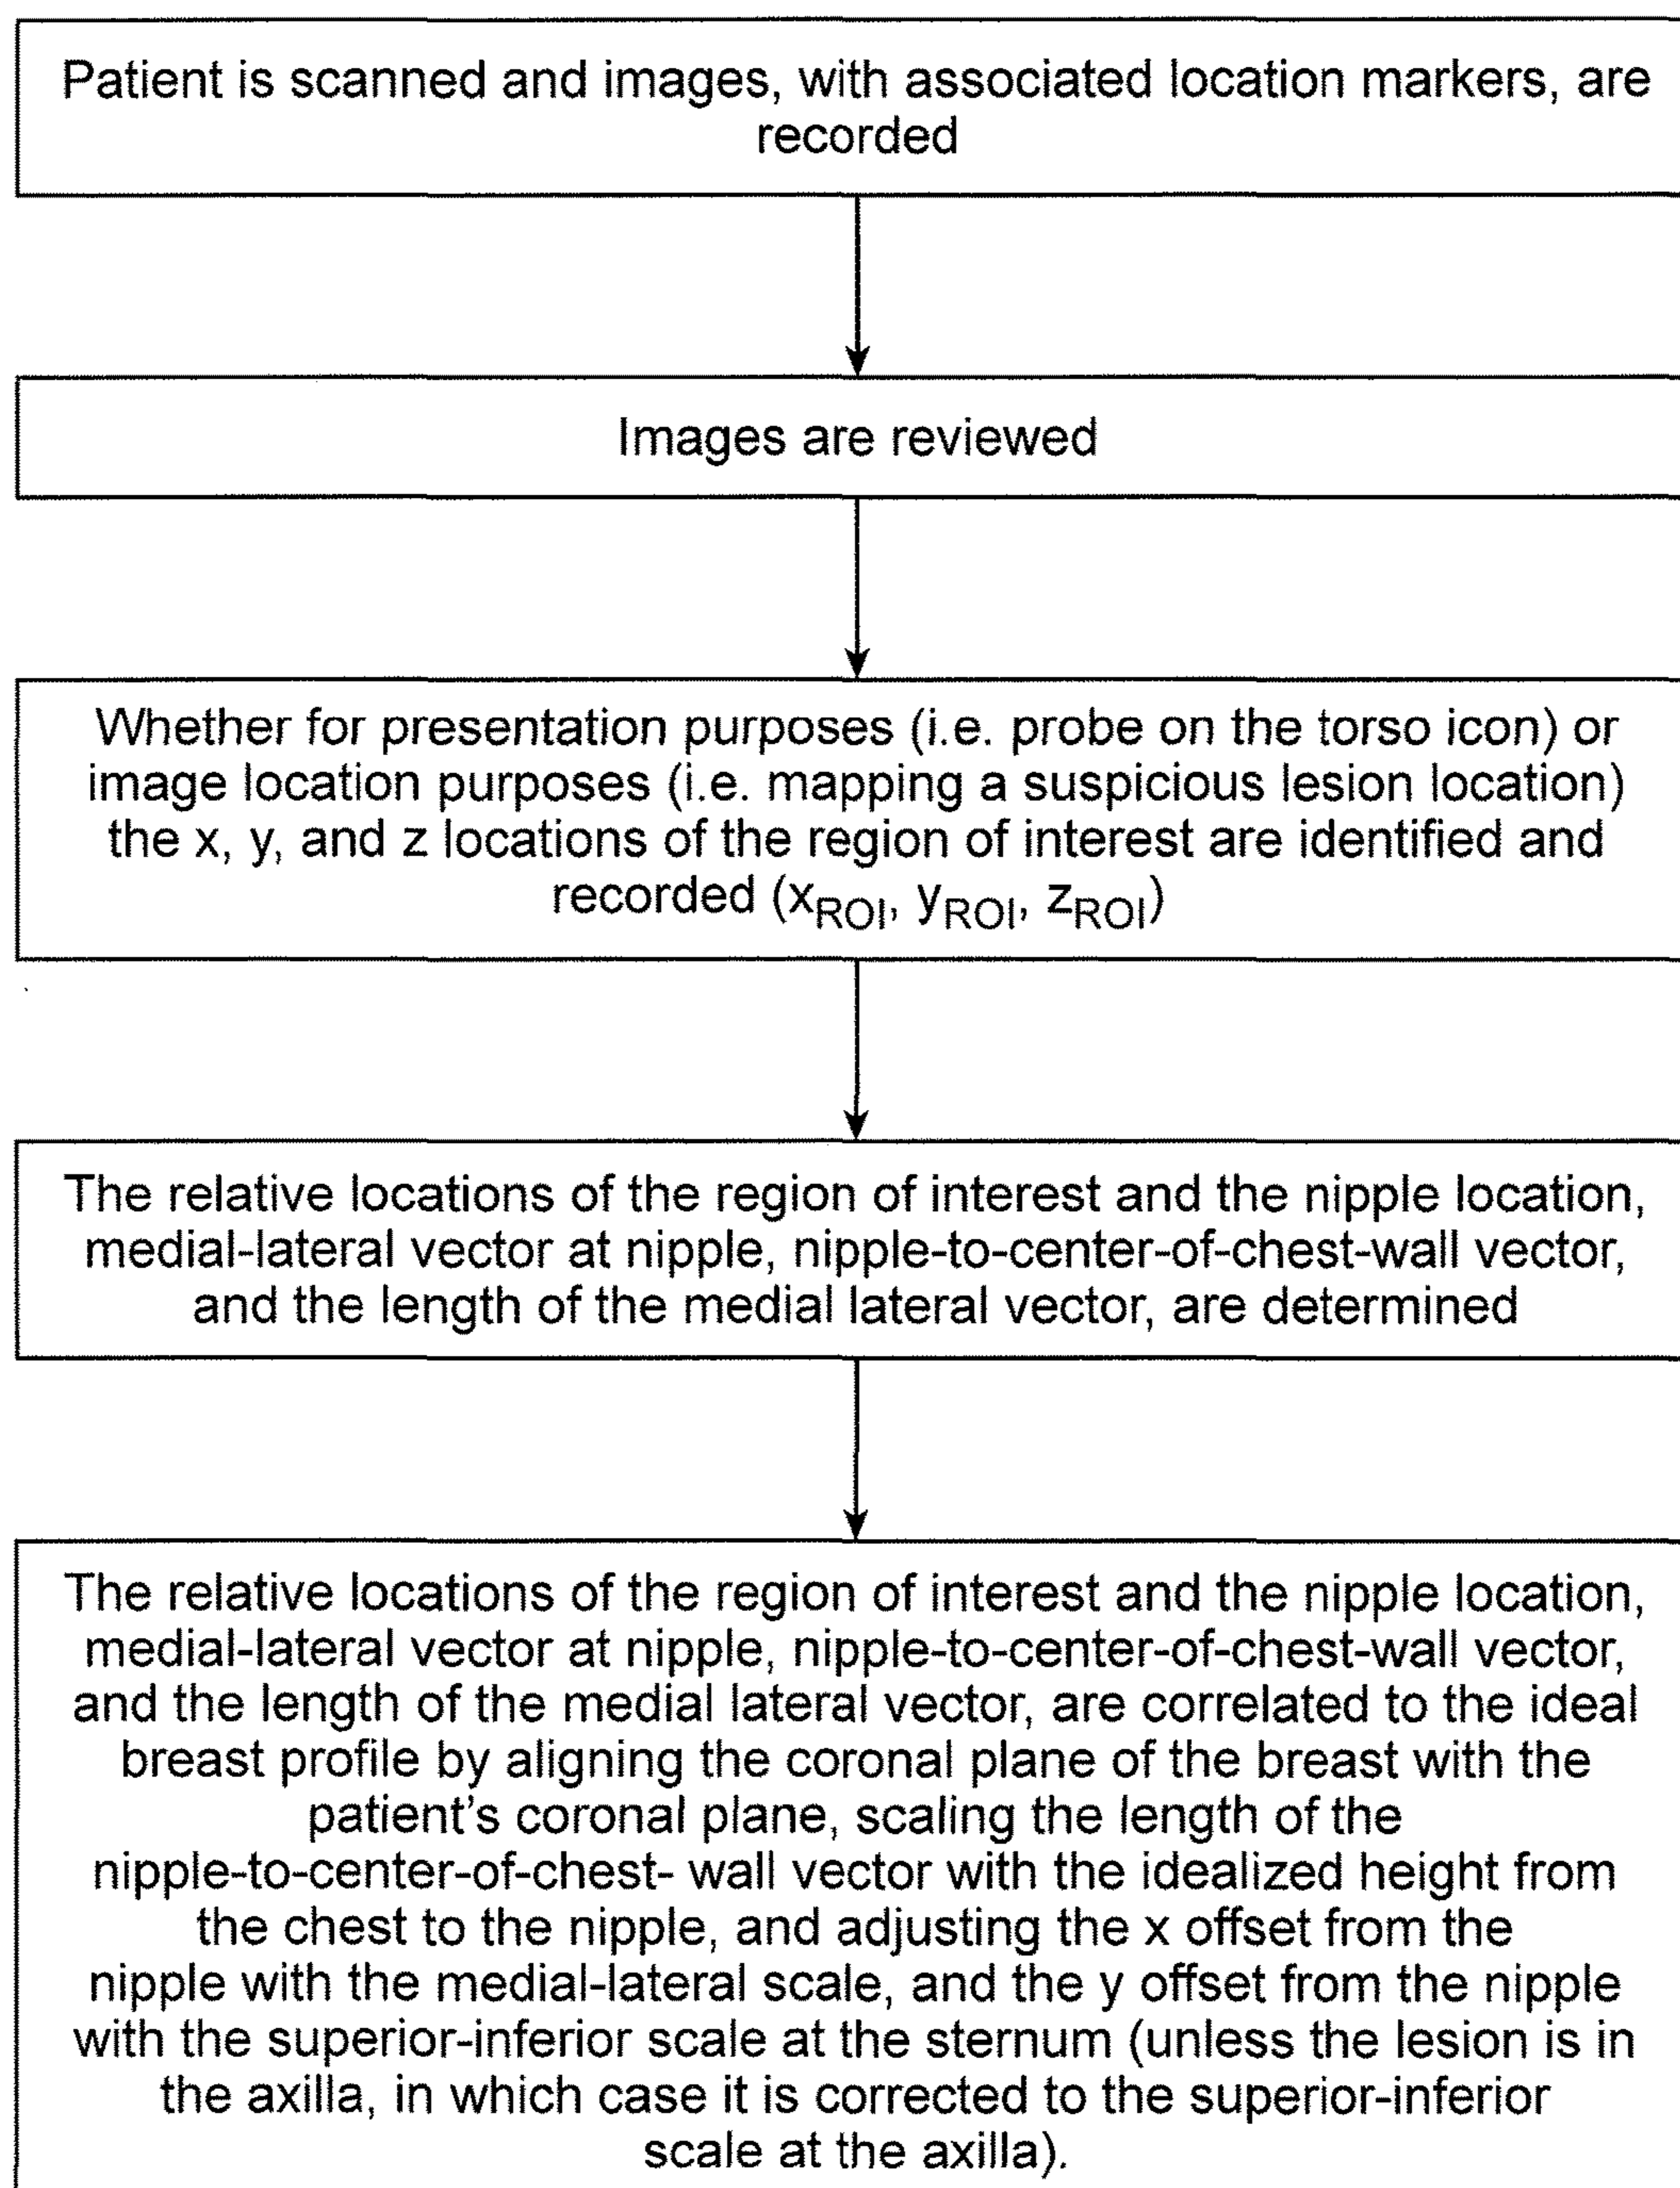 Patient is scanned and images, with associated location markers, are
recorded
Images are reviewed
Whether for presentation purposes (i.e. probe on the torso icon) or
image location purposes (i.e. mapping a suspicious lesion location)
the x, y, and z locations of the region of interest are identified and
recorded (xROI, yROI, zROI)
The relative locations of the region of interest and the nipple location,
medial-lateral vector at nipple, nipple-to-center-of-chest-wall vector,
and the length of the medial lateral vector, are determined
The relative locations of the region of interest and the nipple location,
medial-lateral vector at nipple, nipple-to-center-of-chest-wall vector,
and the length of the medial lateral vector, are correlated to the ideal
breast profile by aligning the coronal plane of the breast with the
patient's coronal plane, scaling the length of the
nipple-to-center-of-chest- wall vector with the idealized height from
the chest to the nipple, and adjusting the x offset from the
nipple with the medial-lateral scale, and the y offset from the nipple
with the superior-inferior scale at the sternum (unless the lesion is in
the axilla, in which case it is corrected to the superior-inferior
scale at the axilla).